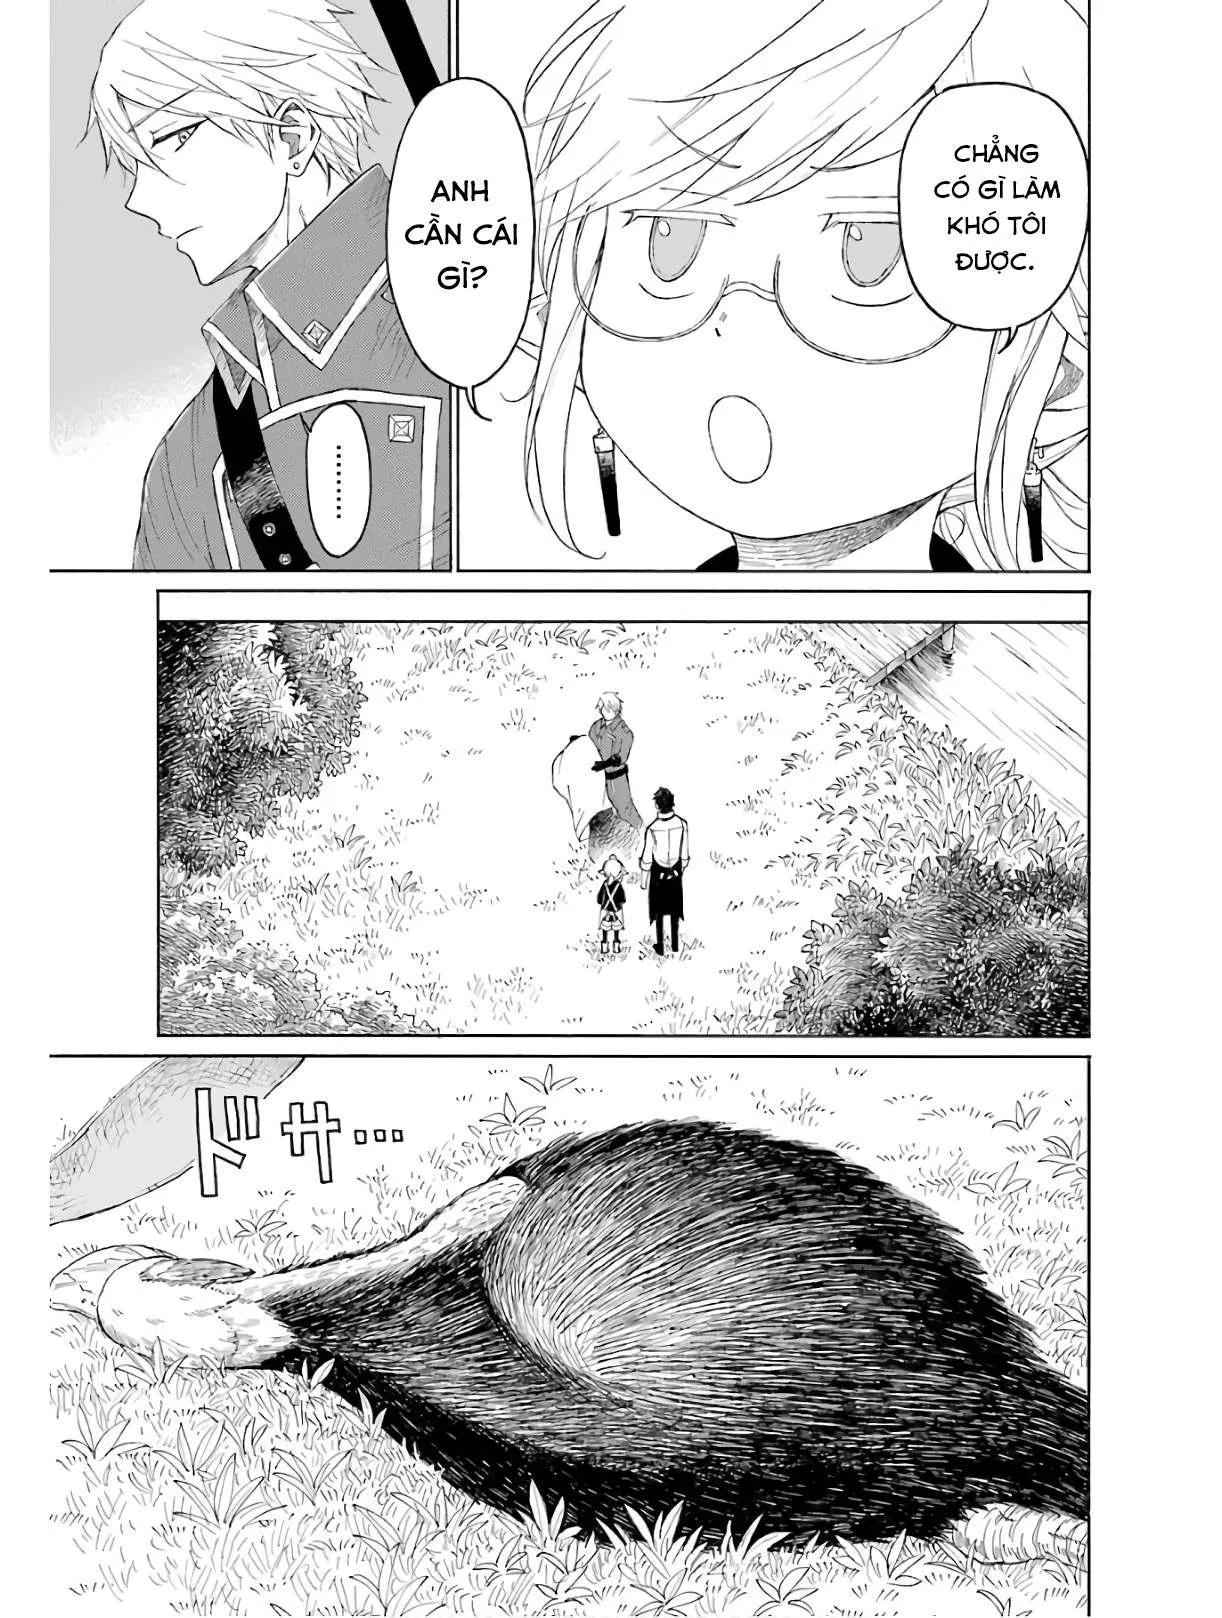 CHẲNG
CÓ GÌ LÀM
KHÓ TÔI
ĐƯỢC.
ANH
CẦN CÁI
GÌ?
.........
ドサ...